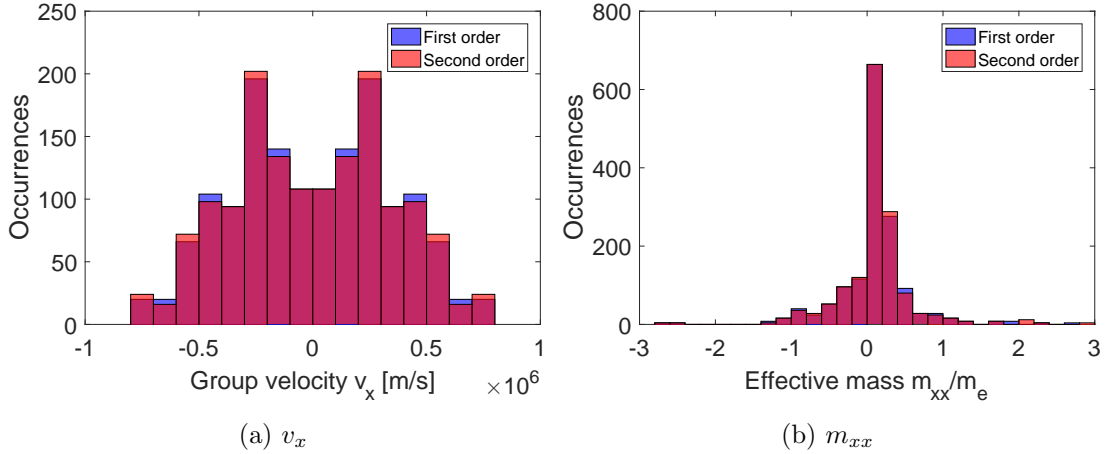 250
200
150
100
50
0
Occurrences
-1
-0.5
0
0.5
1
×10^6
Group velocity v_x [m/s]
First order
Second order
(a) v_x
800
600
400
200
0
Occurrences
-3
-2
-1
0
1
2
3
Effective mass m_xx/m_e
First order
Second order
(b) m_xx